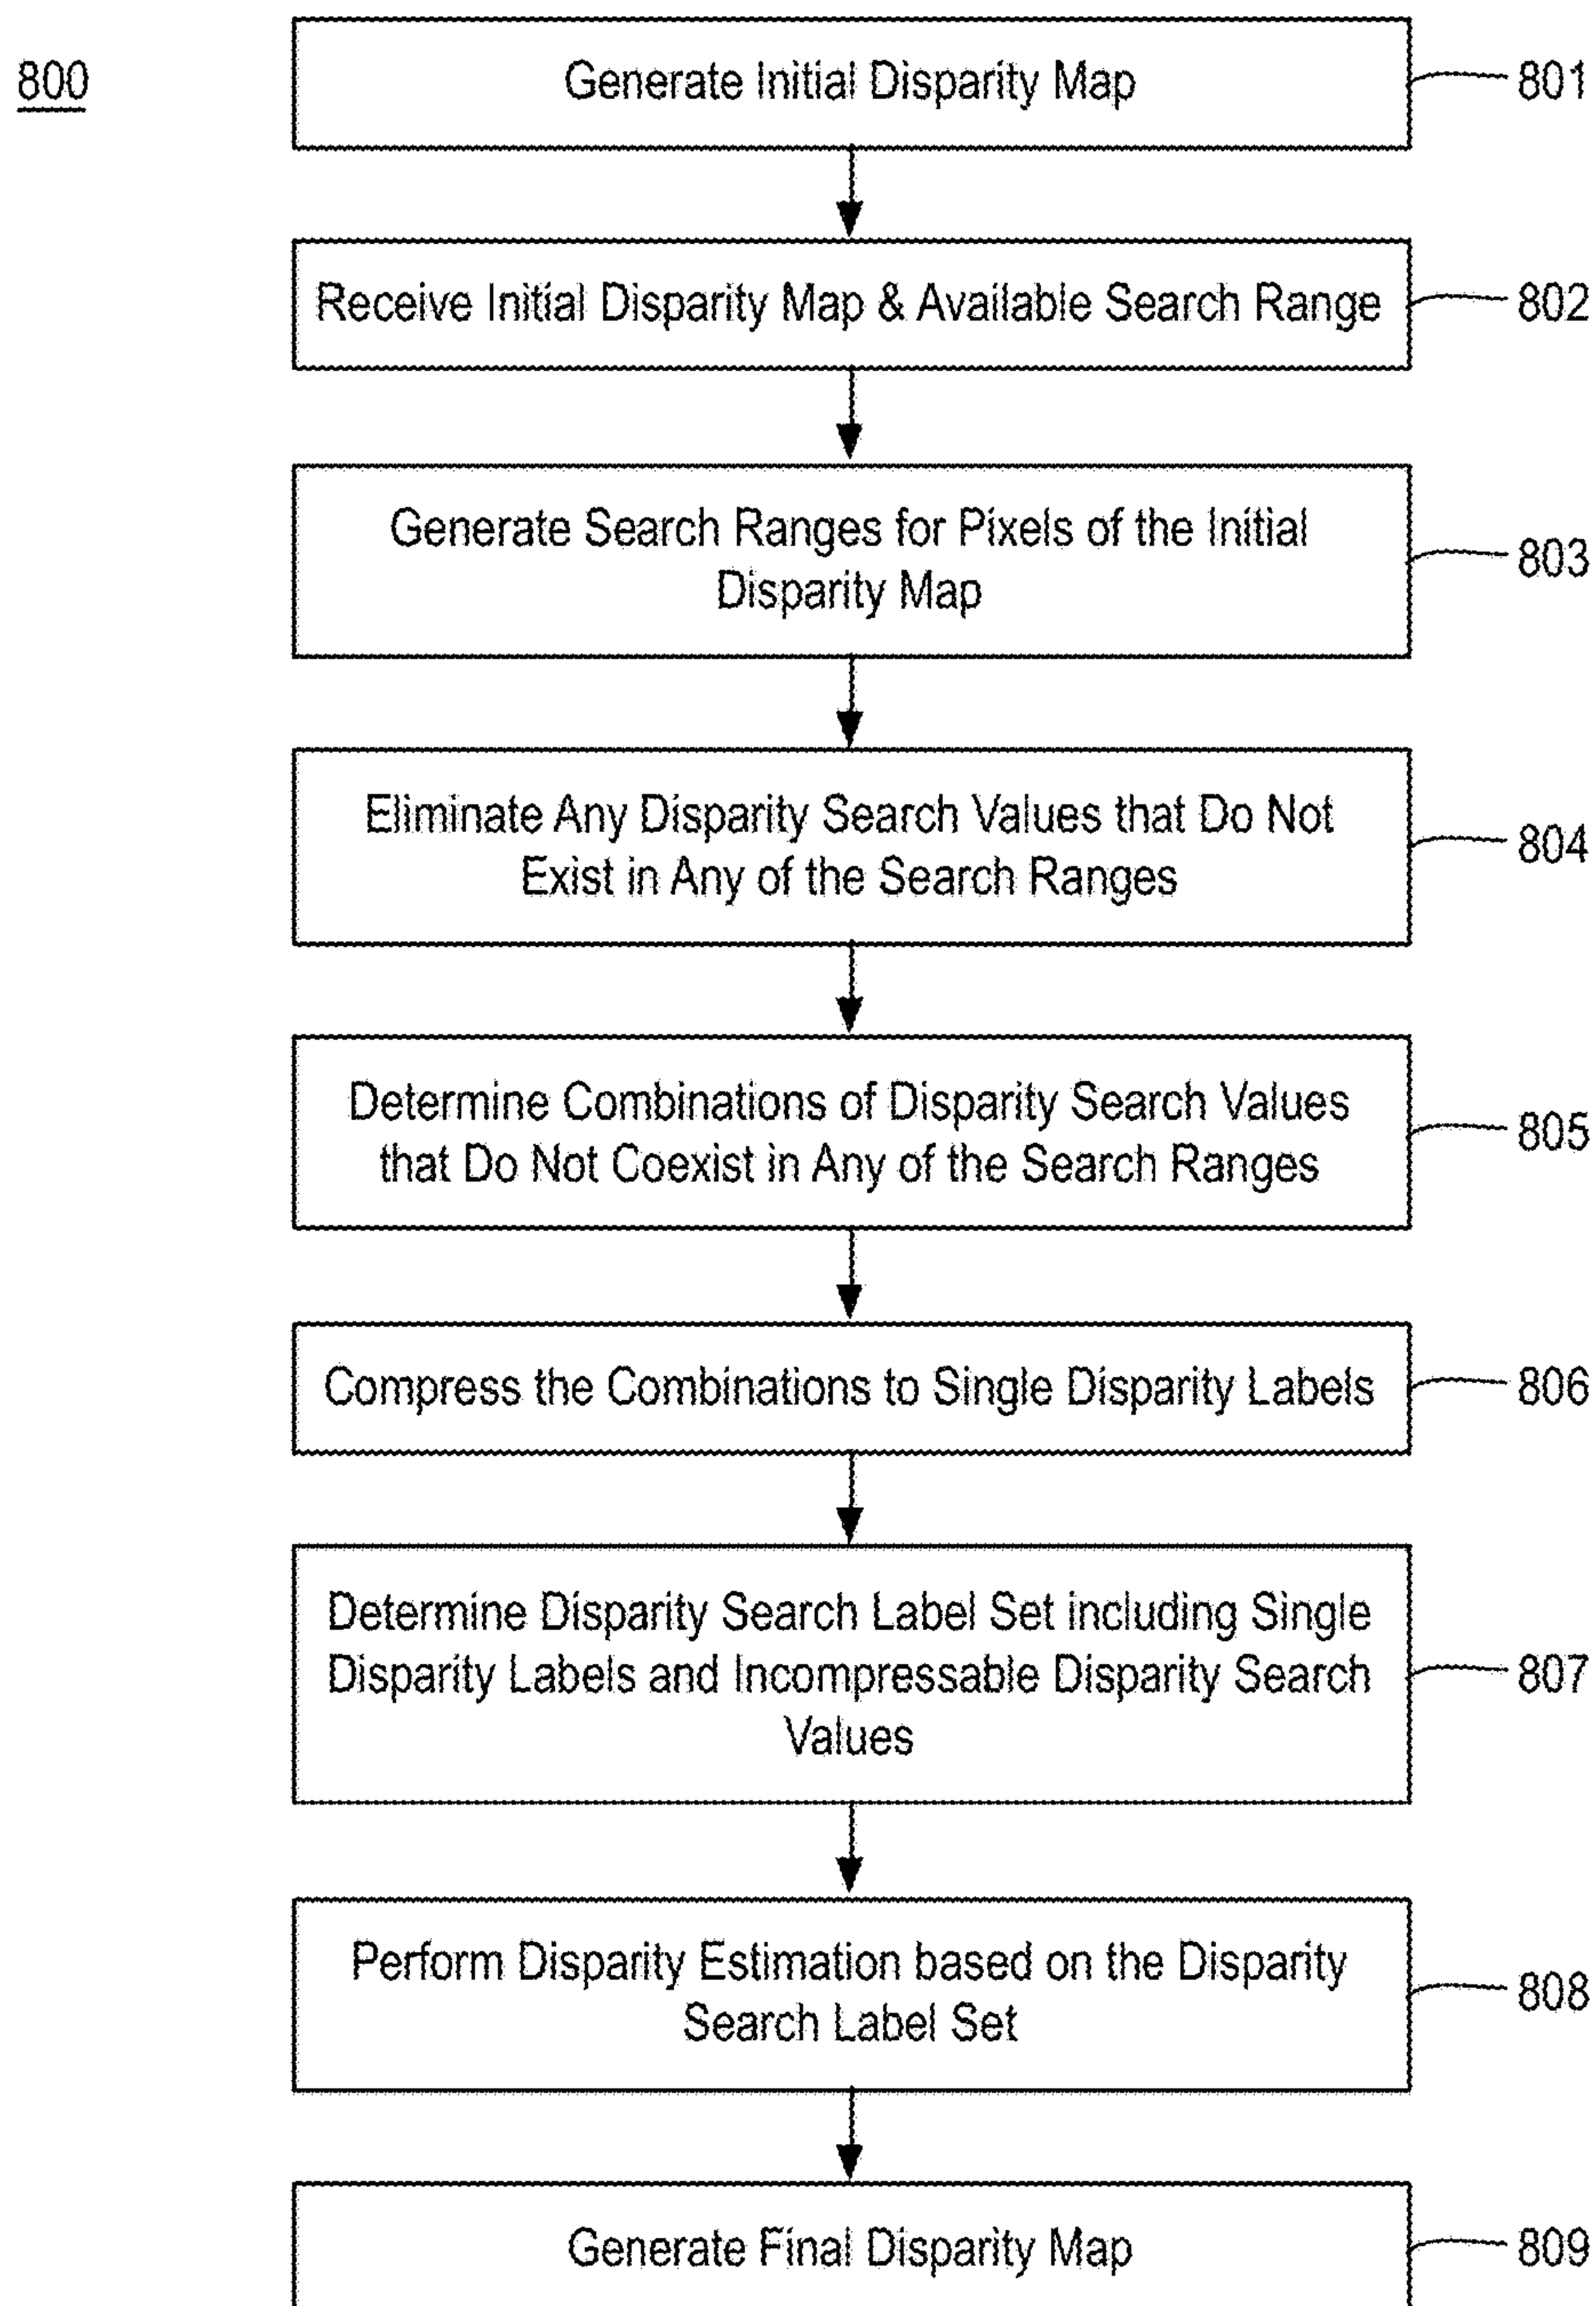 800
Generate Initial Disparity Map
801
Receive Initial Disparity Map & Available Search Range
802
Generate Search Ranges for Pixels of the Initial
Disparity Map
803
Eliminate Any Disparity Search Values that Do Not
Exist in Any of the Search Ranges
804
Determine Combinations of Disparity Search Values
that Do Not Coexist in Any of the Search Ranges
805
Compress the Combinations to Single Disparity Labels
806
Determine Disparity Search Label Set including Single
Disparity Labels and Incompressable Disparity Search
Values
807
Perform Disparity Estimation based on the Disparity
Search Label Set
808
Generate Final Disparity Map
809